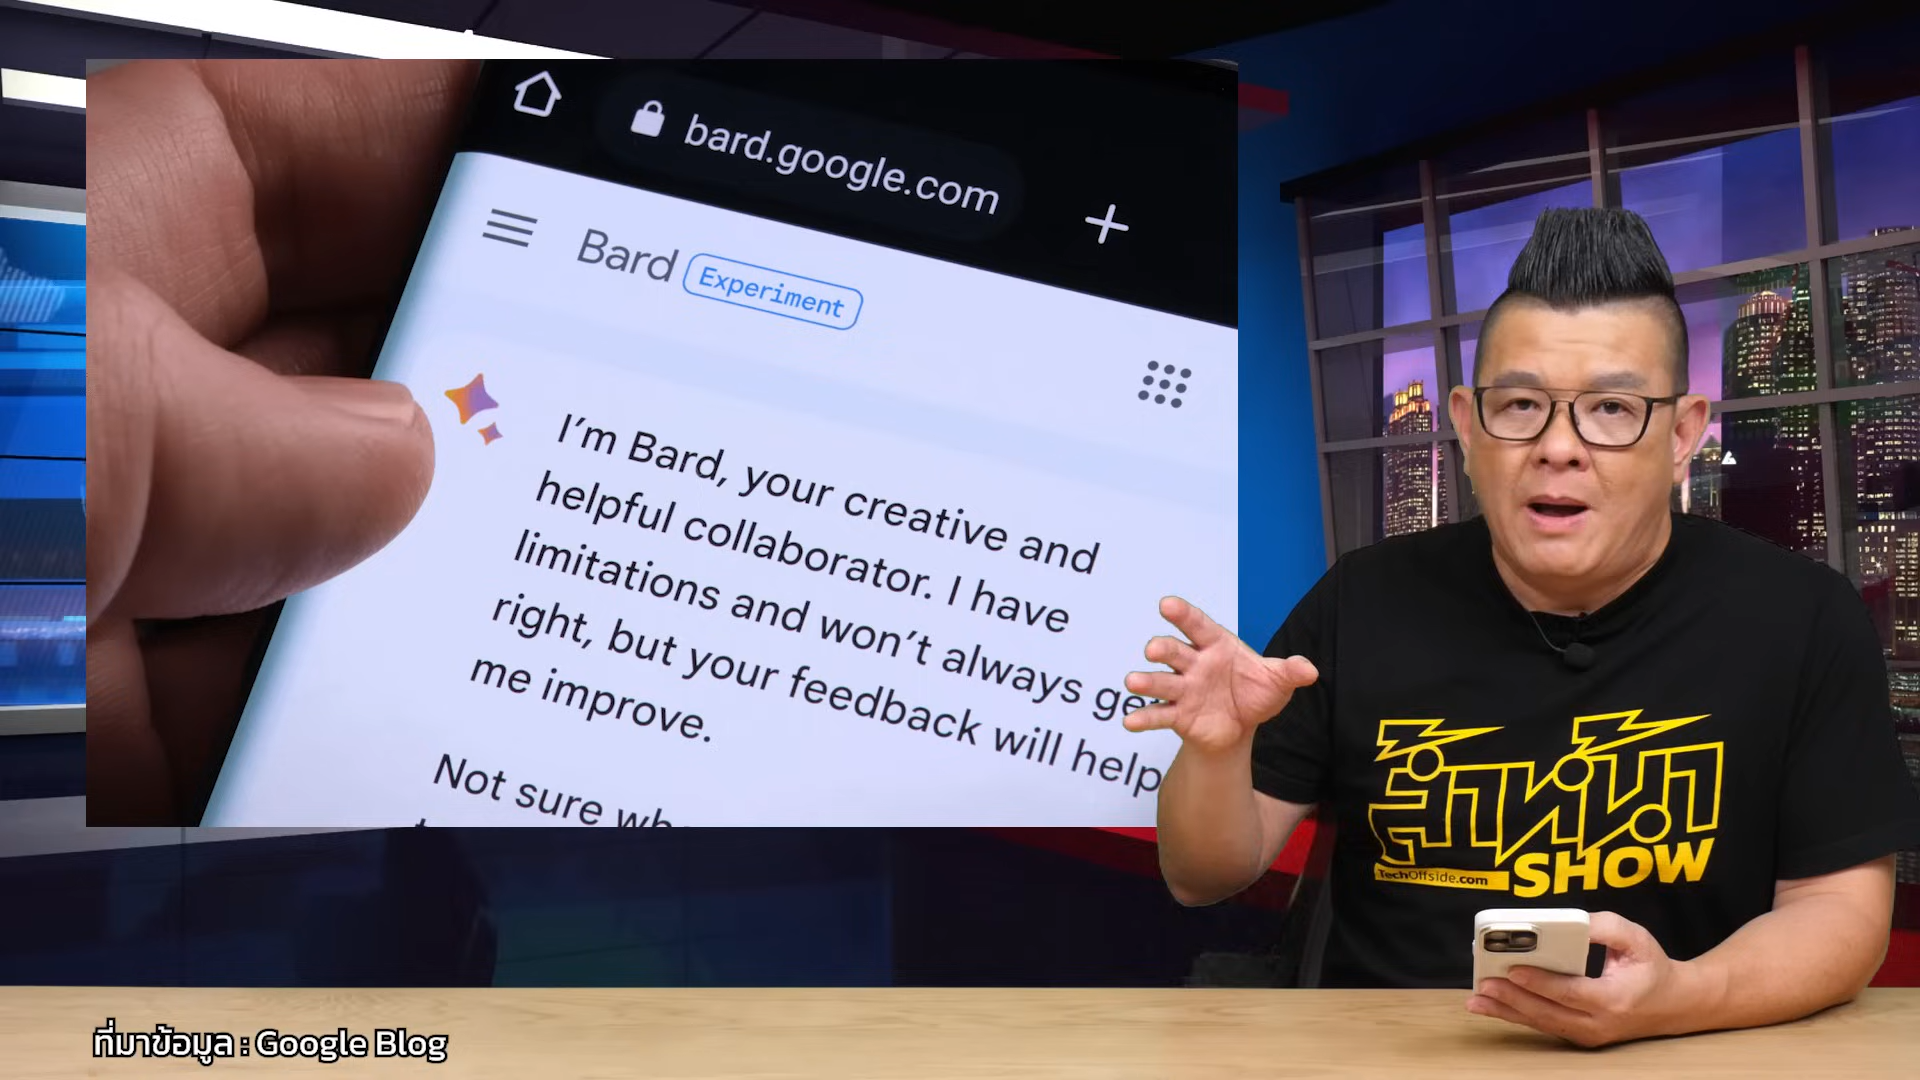 bard.google.com
Bard Experiment
I'm Bard, your creative and
helpful collaborator. I have
limitations and won't always get
right, but your feedback will help
me improve.
Not sure
ล้ำหน้า
SHOW
TechOffside.com
ที่มาข้อมูล : Google Blog